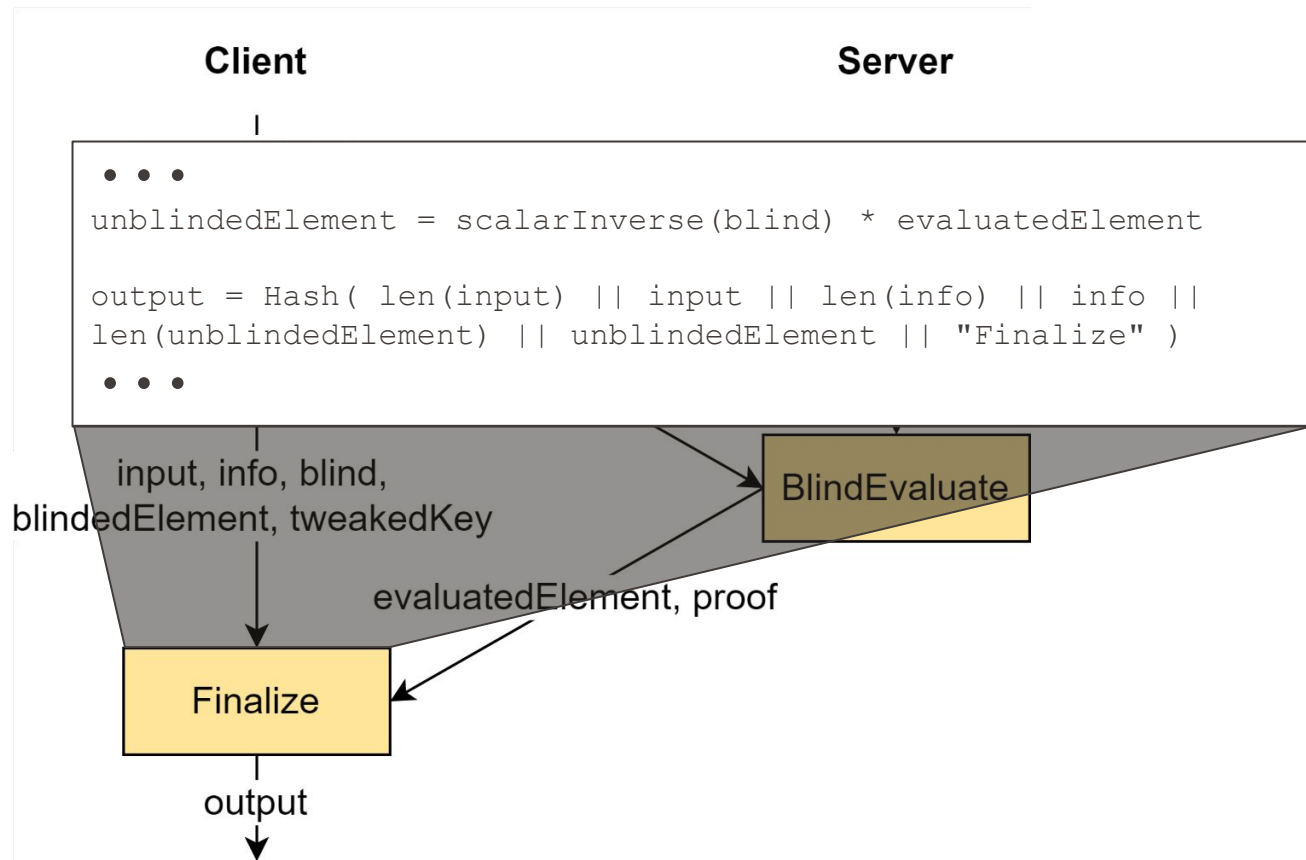 Client
Server
• • •
unblindedElement = scalarInverse(blind) * evaluatedElement
output = Hash( len(input) || input || len(info) || info ||
len(unblindedElement) || unblindedElement || "Finalize" )
• • •
input, info, blind,
blindedElement, tweakedKey
BlindEvaluate
evaluatedElement, proof
Finalize
output